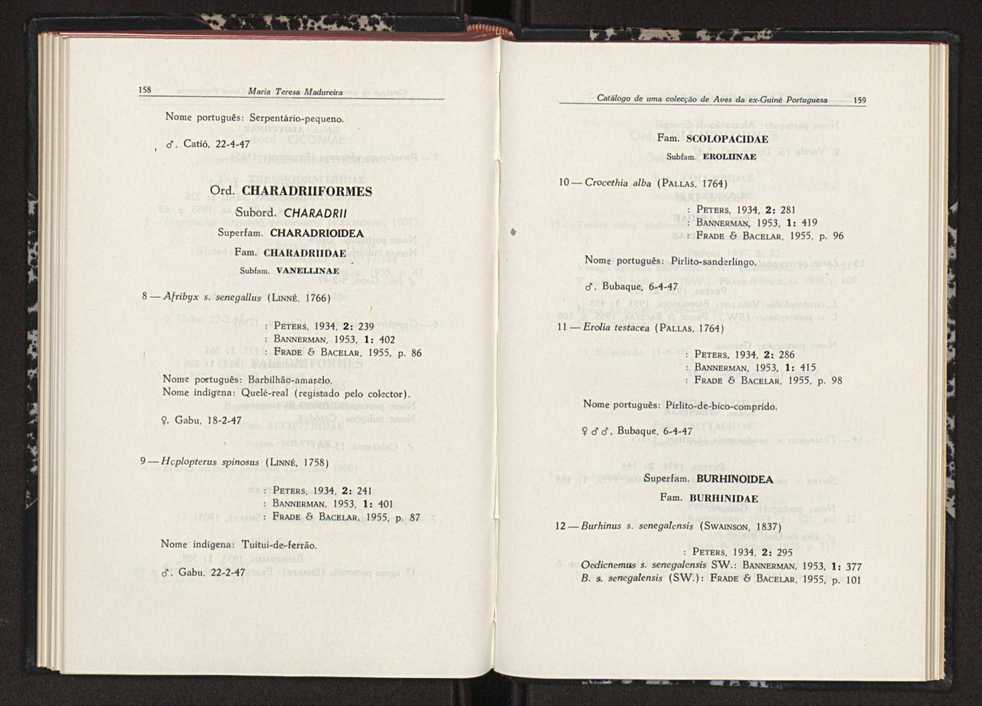 158
Maria Teresa Madureira
Nome português: Serpentário-pequeno.
♂. Catió, 22-4-47
Ord. CHARADRIIFORMES
Subord. CHARADRII
Superfam. CHARADRIOIDEA
Fam. CHARADRIIDAE
Subfam. VANELLINAE
8 — Afribyx s. senegallus (LINNÉ, 1766)
: PETERS, 1934, 2: 239
: BANNERMAN, 1953, 1: 402
: FRADE & BACELAR, 1955, p. 86
Nome português: Barbilhão-amarelo.
Nome indígena: Quelé-real (registado pelo colector).
♀. Gabu, 18-2-47
9 — Hoplopterus spinosus (LINNÉ, 1758)
: PETERS, 1934, 2: 241
: BANNERMAN, 1953, 1: 401
: FRADE & BACELAR, 1955, p. 87
Nome indígena: Tuitui-de-ferrão.
♂. Gabu, 22-2-47
Catálogo de uma colecção de Aves da ex-Guiné Portuguesa 159
Fam. SCOLOPACIDAE
Subfam. EROLIINAE
10 — Crocethia alba (PALLAS, 1764)
: PETERS, 1934, 2: 281
: BANNERMAN, 1953, 1: 419
: FRADE & BACELAR, 1955, p. 96
Nome português: Pirlito-sanderlingo.
♂. Bubaque, 6-4-47
11 — Erolia testacea (PALLAS, 1764)
: PETERS, 1934, 2: 286
: BANNERMAN, 1953, 1: 415
: FRADE & BACELAR, 1955, p. 98
Nome português: Pirlito-de-bico-comprido.
♀ ♂ ♂. Bubaque, 6-4-47
Superfam. BURHINOIDEA
Fam. BURHINIDAE
12 — Burhinus s. senegalensis (SWAINSON, 1837)
: PETERS, 1934, 2: 295
Oedicnemus s. senegalensis SW.: BANNERMAN, 1953, 1: 377
B. s. senegalensis (SW.): FRADE & BACELAR, 1955, p. 101